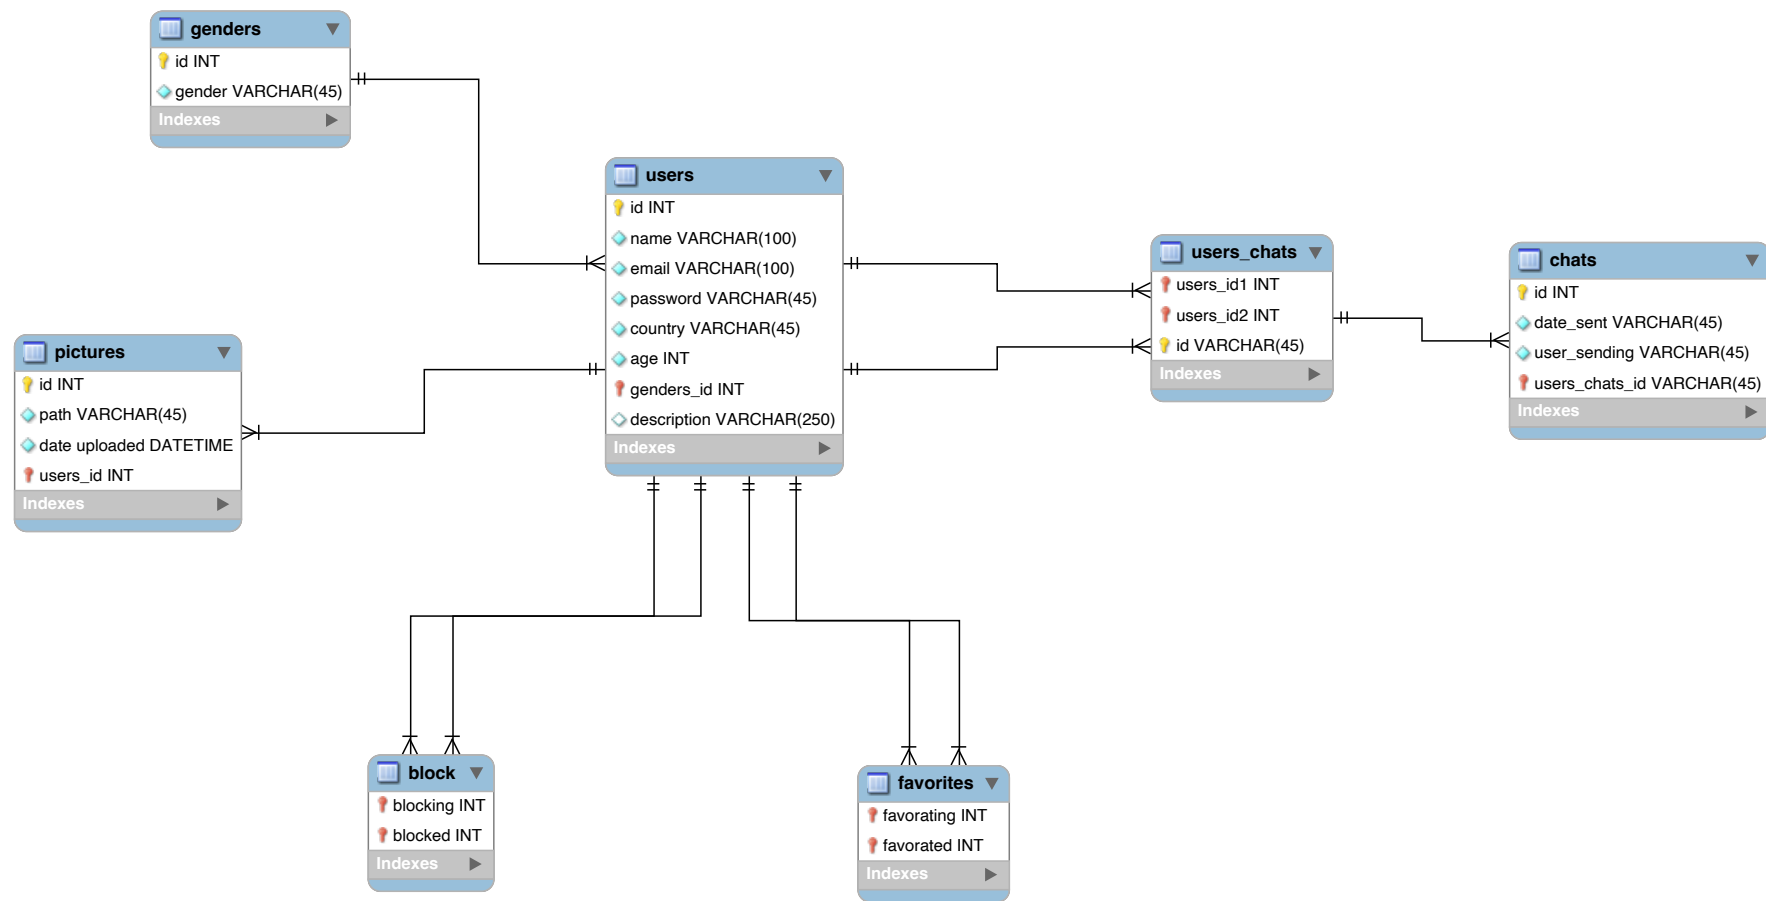 genders
id INT
gender VARCHAR(45)
Indexes
users
id INT
name VARCHAR(100)
email VARCHAR(100)
password VARCHAR(45)
country VARCHAR(45)
age INT
genders_id INT
description VARCHAR(250)
Indexes
users_chats
users_id1 INT
users_id2 INT
id VARCHAR(45)
Indexes
chats
id INT
date_sent VARCHAR(45)
user_sending VARCHAR(45)
users_chats_id VARCHAR(45)
Indexes
pictures
id INT
path VARCHAR(45)
date uploaded DATETIME
users_id INT
Indexes
block
blocking INT
blocked INT
Indexes
favorites
favorating INT
favorated INT
Indexes